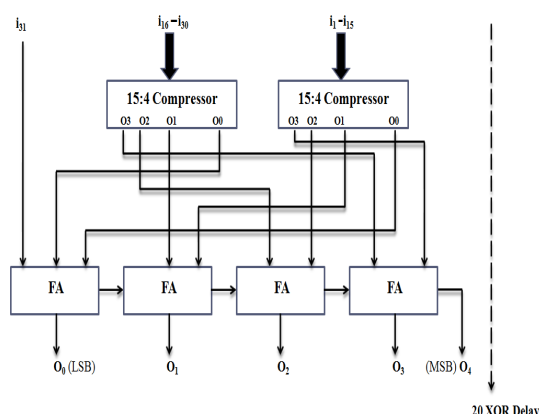 i31 i16–i30 i1-i15
15:4 Compressor 15:4 Compressor
O3 O2 O1 O0 O3 O2 O1 O0
FA FA FA FA
O0 (LSB) O1 O2 O3 (MSB) O4
20 XOR Delay